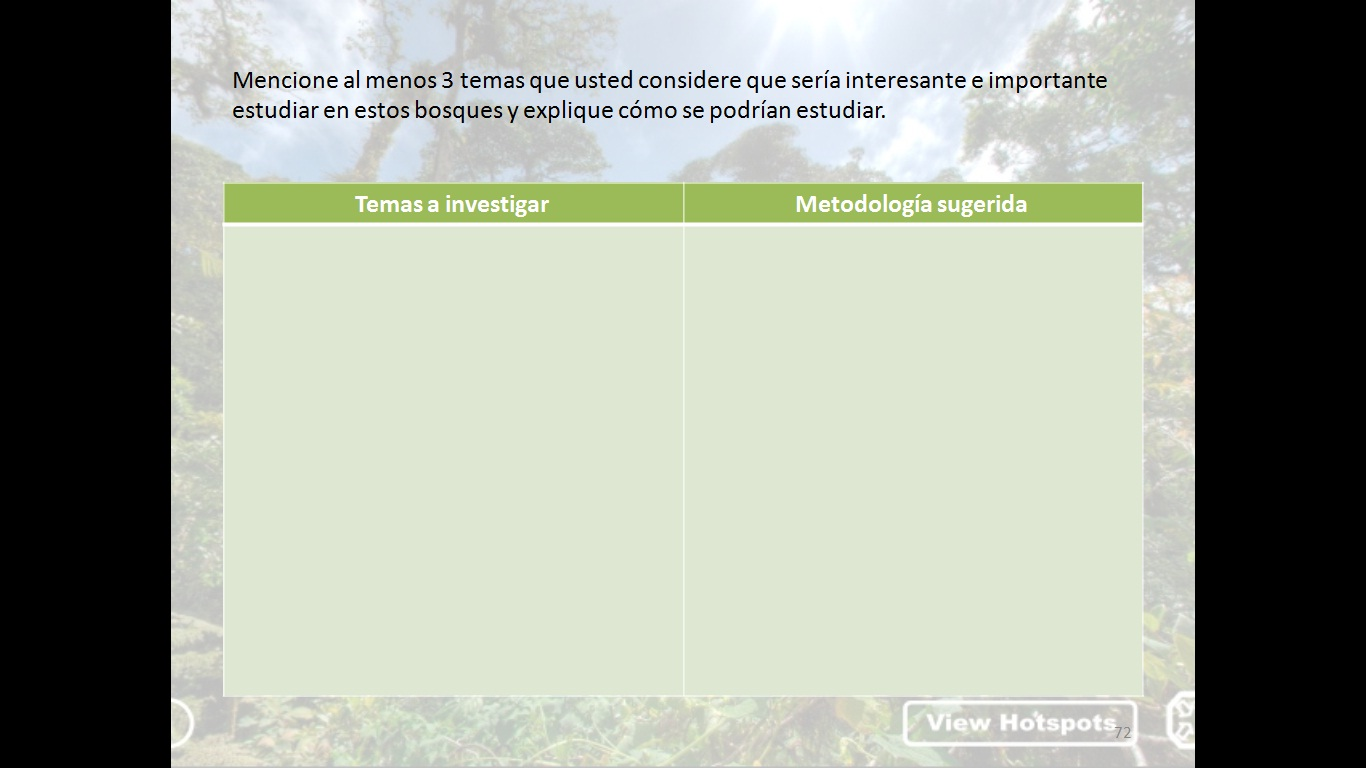 Mencione al menos 3 temas que usted considere que sería interesante e importante
estudiar en estos bosques y explique cómo se podrían estudiar.
Temas a investigar
Metodología sugerida
View Hotspots
72